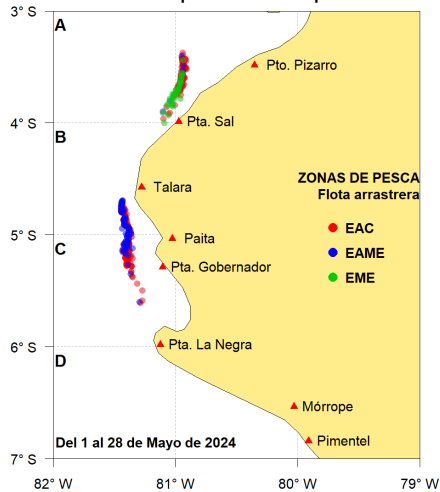 3° S
A
Pto. Pizarro
4° S
Pta. Sal
B
ZONAS DE PESCA
Talara
Flota arrastrera
EAC
5° S
Paita
C
EAME
Pta. Gobernador
EME
6° S
Pta. La Negra
D
Mórrope
Del 1 al 28 de Mayo de 2024
Pimentel
7° S
82° W
81° W
80° W
79° W